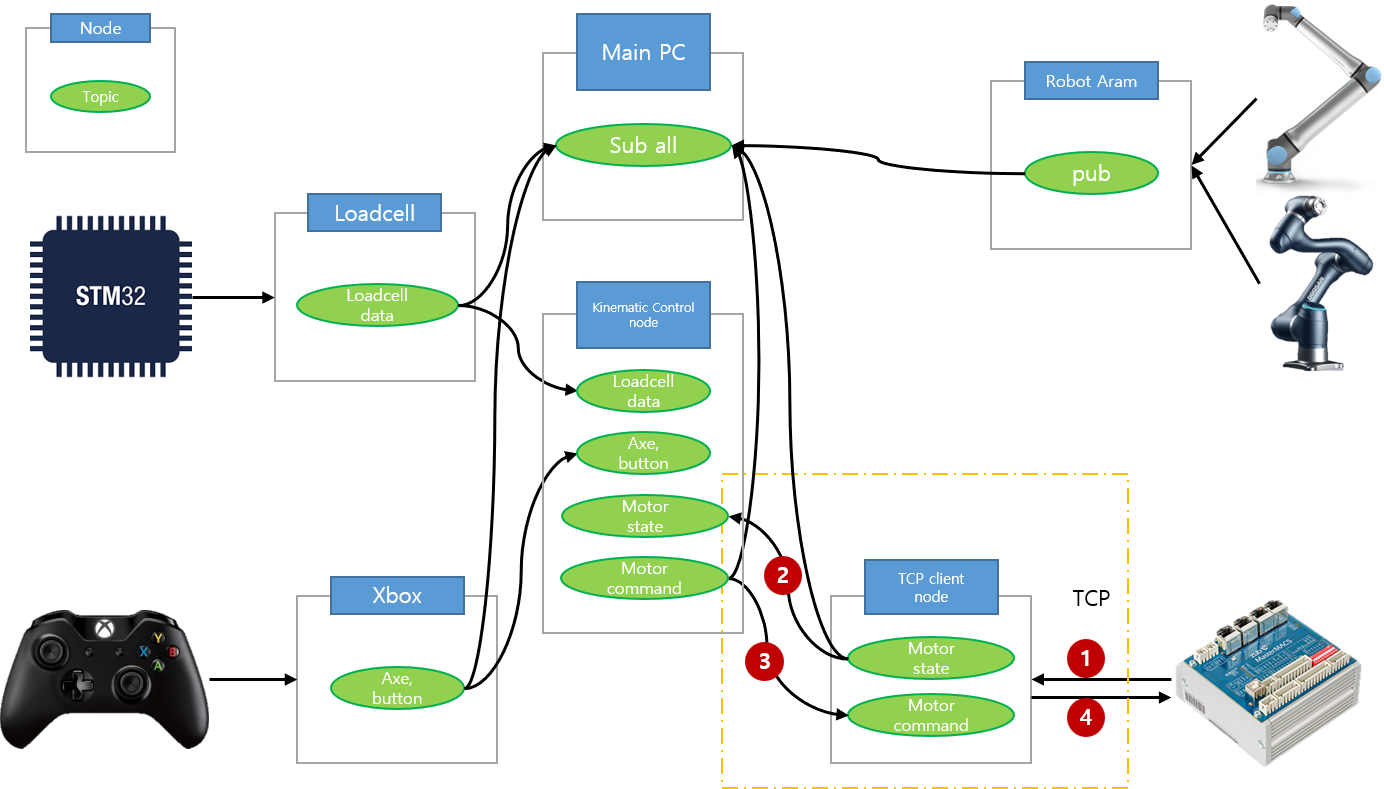 Node
Topic
Main PC
Sub all
Robot Aram
pub
STM32
Loadcell
Loadcell
data
Kinematic Control
node
Loadcell
data
Axe,
button
Motor
state
Motor
command
Xbox
Axe,
button
Y
X
B
A
2
3
TCP client
node
Motor
state
Motor
command
TCP
1
4
DOOSAN
MasterMACS